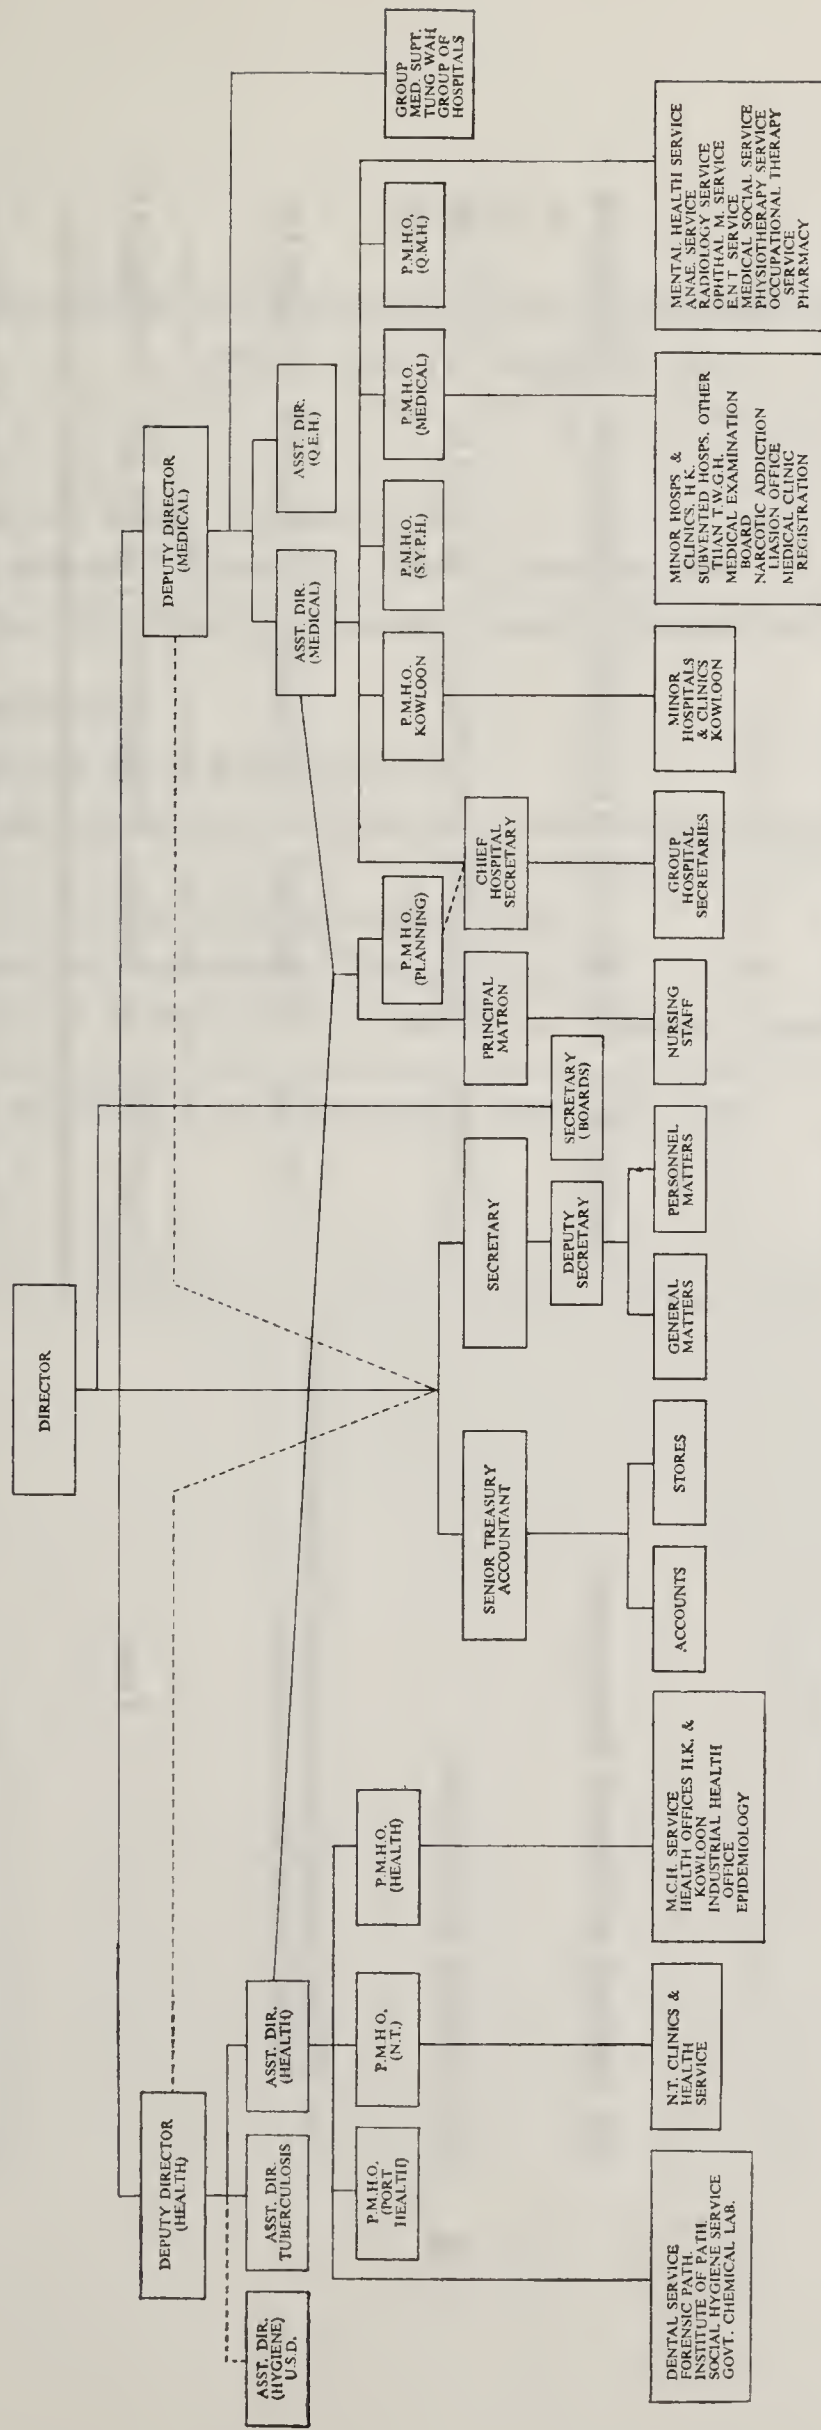 DIRECTOR
DEPUTY DIRECTOR
(HEALTH)
DEPUTY DIRECTOR
(MEDICAL)
ASST. DIR.
(HYGIENE)
U.S.D.
ASST. DIR.
TUBERCULOSIS
ASST. DIR.
(HEALTH)
ASST. DIR.
(MEDICAL)
ASST. DIR.
(Q.E.H.)
P.M.H.O.
(PORT
HEALTH)
P.M.H.O.
(N.T.)
P.M.H.O.
(HEALTH)
P.M.H.O.
(PLANNING)
P.M.H.O.
KOWLOON
P.M.H.O.
(S.Y.P.H.)
P.M.H.O.
(MEDICAL)
P.M.H.O,
(Q.M.H.)
GROUP
MED. SUPT.
TUNG WAH
GROUP OF
HOSPITALS
SENIOR TREASURY
ACCOUNTANT
SECRETARY
PRINCIPAL
MATRON
CHIEF
HOSPITAL
SECRETARY
DEPUTY
SECRETARY
SECRETARY
(BOARDS)
DENTAL SERVICE
FORENSIC PATH.
INSTITUTE OF PATH.
SOCIAL HYGIENE SERVICE
GOVT. CHEMICAL LAB.
N.T. CLINICS &
HEALTH
SERVICE
M.C.H. SERVICE
HEALTH OFFICES H.K. &
KOWLOON
INDUSTRIAL HEALTH
OFFICE
EPIDEMIOLOGY
ACCOUNTS
STORES
GENERAL
MATTERS
PERSONNEL
MATTERS
NURSING
STAFF
GROUP
HOSPITAL
SECRETARIES
MINOR
HOSPITALS
& CLINICS
KOWLOON
MINOR HOSPS &
CLINICS, H.K.
SUBVENTED HOSPS. OTHER
THAN T.W.G.H.
MEDICAL EXAMINATION
BOARD
NARCOTIC ADDICTION
LIASION OFFICE
MEDICAL CLINIC
REGISTRATION
MENTAL HEALTH SERVICE
ANAE. SERVICE
RADIOLOGY SERVICE
OPHTHAL M. SERVICE
E.N T SERVICE
MEDICAL SOCIAL SERVICE
PHYSIOTHERAPY SERVICE
OCCUPATIONAL THERAPY
SERVICE
PHARMACY